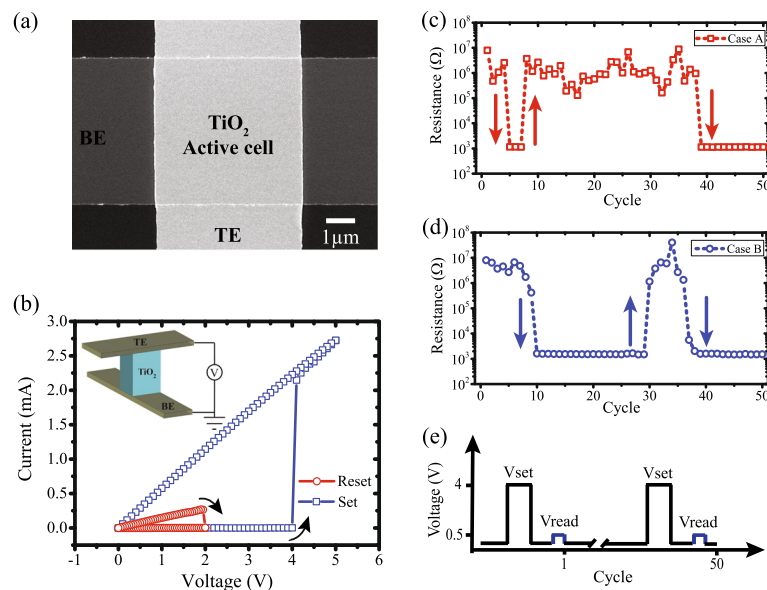 (a)
BE
TiO2
Active cell
TE
1µm
(b)
3.0
2.5
2.0
1.5
1.0
0.5
0.0
Current (mA)
-1 0 1 2 3 4 5 6
Voltage (V)
TE
TiO2
BE
V
Reset
Set
(c)
10^8
10^7
10^6
10^5
10^4
10^3
10^2
Resistance (Ω)
Case A
0 10 20 30 40 50
Cycle
(d)
10^8
10^7
10^6
10^5
10^4
10^3
10^2
Resistance (Ω)
Case B
0 10 20 30 40 50
Cycle
(e)
Voltage (V)
4
0.5
Vset
Vread
Vset
Vread
1
50
Cycle